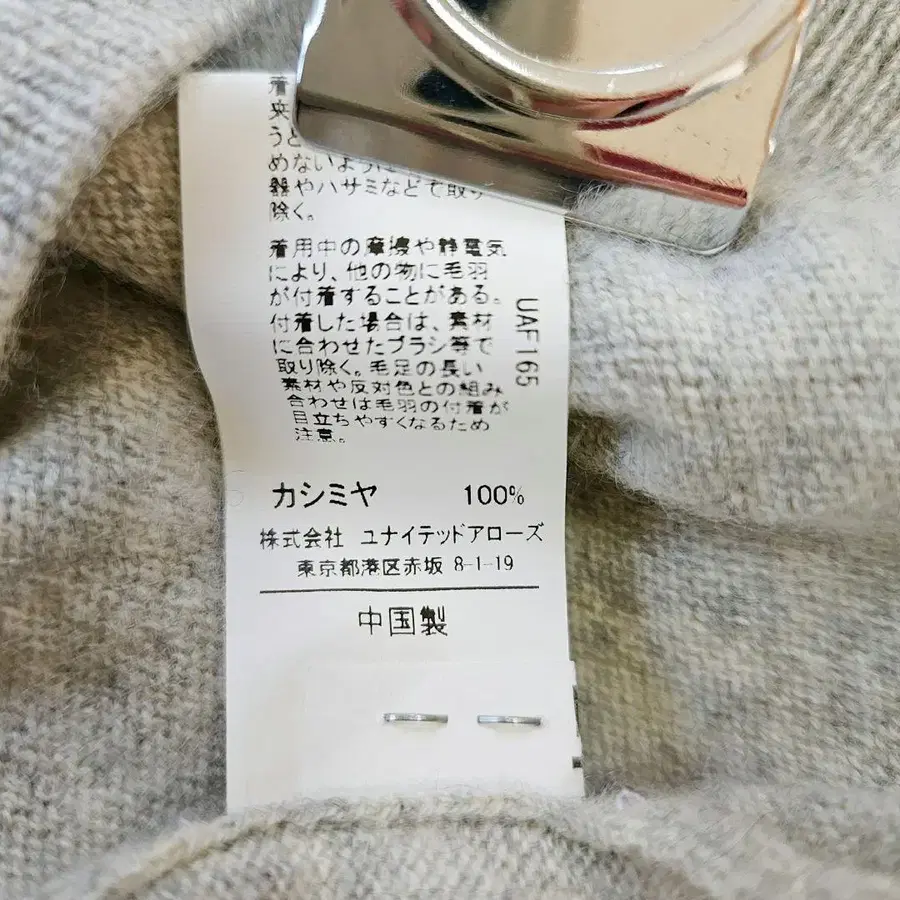 着
来
うと
めないように
器やハサミなどで取り
除く。
着用中の摩擦や静電気
により、他の物に毛羽
が付着することがある。
付着した場合は、素材
に合わせたブラシ等で
取り除く。毛足の長い
素材や反対色との組み
合わせは毛羽の付着が
目立ちやすくなるため
注意。
UAF165
カシミヤ 100%
株式会社 ユナイテッドアローズ
東京都港区赤坂 8-1-19
中国製